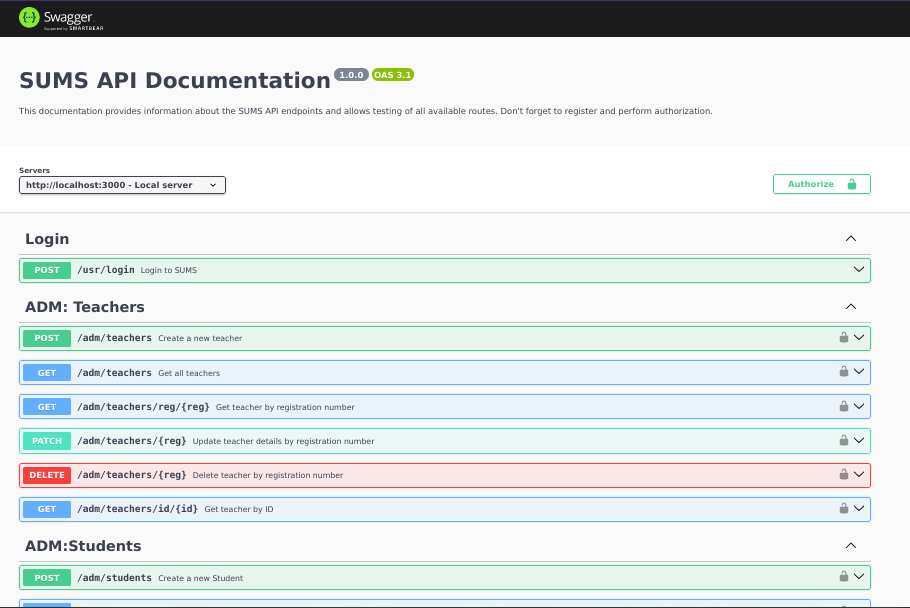 Swagger.
Supported by SMARTBEAR
SUMS API Documentation 1.0.0 OAS 3.1
This documentation provides information about the SUMS API endpoints and allows testing of all available routes. Don't forget to register and perform authorization.
Servers
http://localhost:3000 - Local server
Authorize
Login
POST /usr/login Login to SUMS
ADM: Teachers
POST /adm/teachers Create a new teacher
GET /adm/teachers Get all teachers
GET /adm/teachers/reg/{reg} Get teacher by registration number
PATCH /adm/teachers/{reg} Update teacher details by registration number
DELETE /adm/teachers/{reg} Delete teacher by registration number
GET /adm/teachers/id/{id} Get teacher by ID
ADM:Students
POST /adm/students Create a new Student